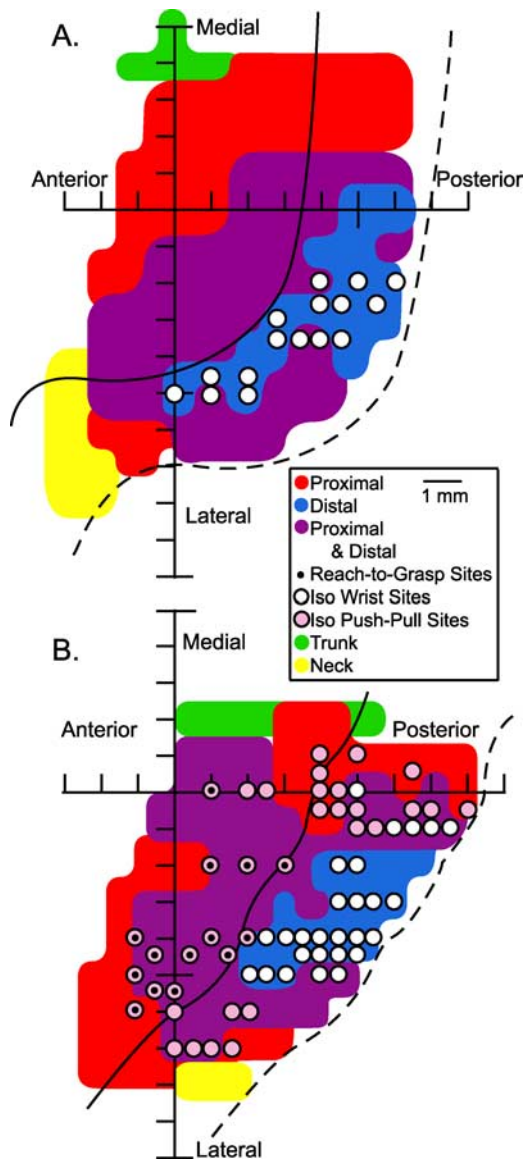 A.
Medial
Anterior
Posterior
Lateral
Proximal
1 mm
Distal
Proximal
& Distal
Reach-to-Grasp Sites
Iso Wrist Sites
Iso Push-Pull Sites
Trunk
Neck
B.
Medial
Anterior
Posterior
Lateral